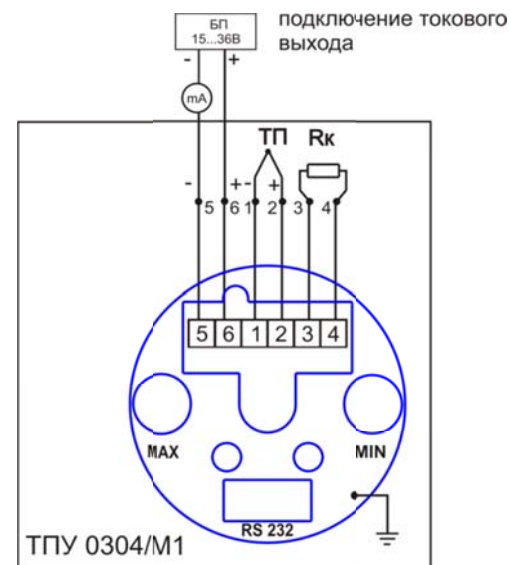 БП
15...36В
подключение токового
выхода
- +
mA
ТП Rк
- + - +
5 6 1 2 3 4
5 6 1 2 3 4
MAX MIN
RS 232
ТПУ 0304/М1